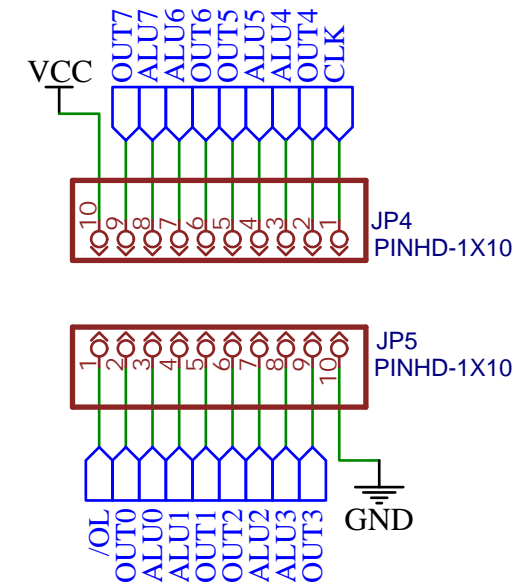 VCC
OUT7
ALU7
ALU6
OUT6
OUT5
ALU5
ALU4
OUT4
CLK
10
9
8
7
6
5
4
3
2
1
JP4
PINHD-1X10
1
2
3
4
5
6
7
8
9
10
JP5
PINHD-1X10
/OL
OUT0
ALU0
ALU1
OUT1
OUT2
ALU2
ALU3
OUT3
GND